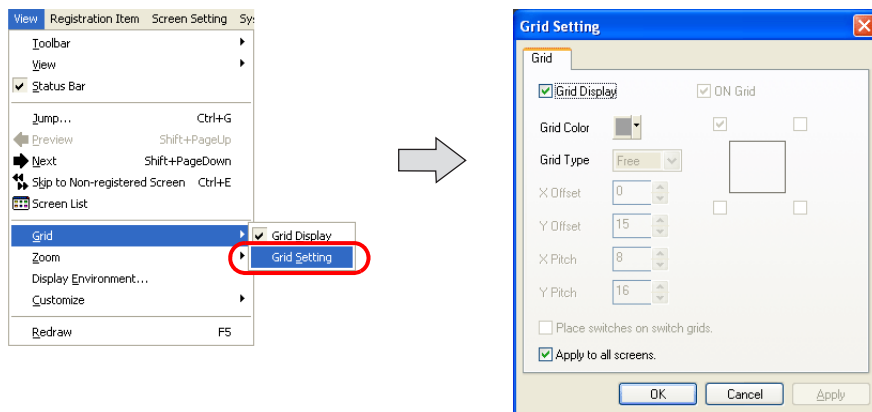 View Registration Item Screen Setting Sy
Toolbar
View
Status Bar
Jump... Ctrl+G
Preview Shift+PageUp
Next Shift+PageDown
Skip to Non-registered Screen Ctrl+E
Screen List
Grid
Zoom
Display Environment...
Customize
Redraw F5
Grid Display
Grid Setting
Grid Setting
Grid
Grid Display ON Grid
Grid Color
Grid Type Free
X Offset 0
Y Offset 15
X Pitch 8
Y Pitch 16
Place switches on switch grids.
Apply to all screens.
OK Cancel Apply